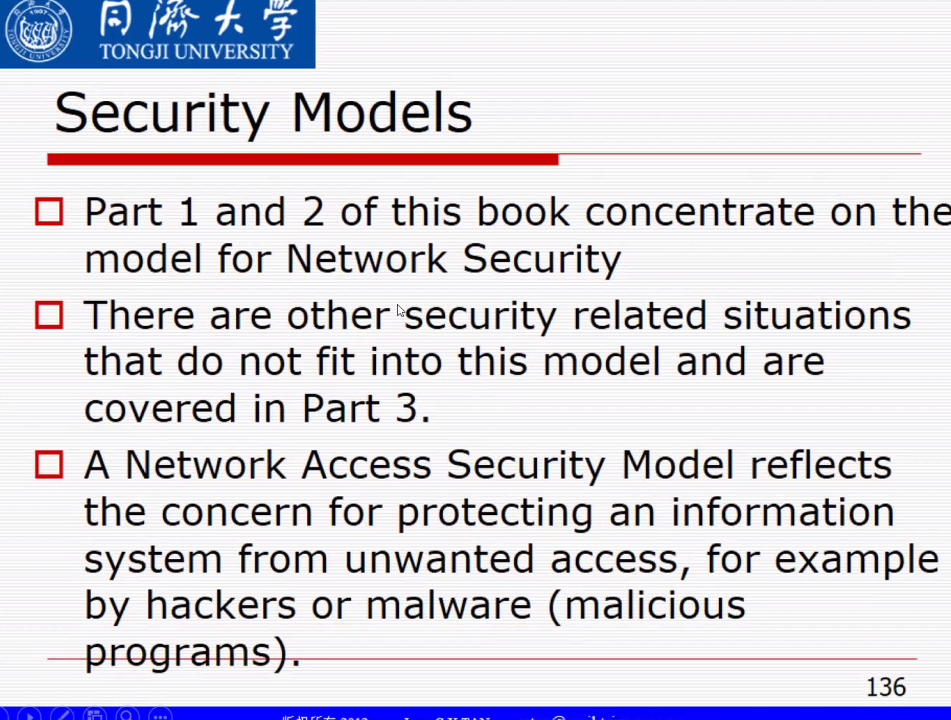 同濟大學
TONGJI UNIVERSITY
Security Models
Part 1 and 2 of this book concentrate on the
model for Network Security
There are other security related situations
that do not fit into this model and are
covered in Part 3.
A Network Access Security Model reflects
the concern for protecting an information
system from unwanted access, for example
by hackers or malware (malicious
programs).
136